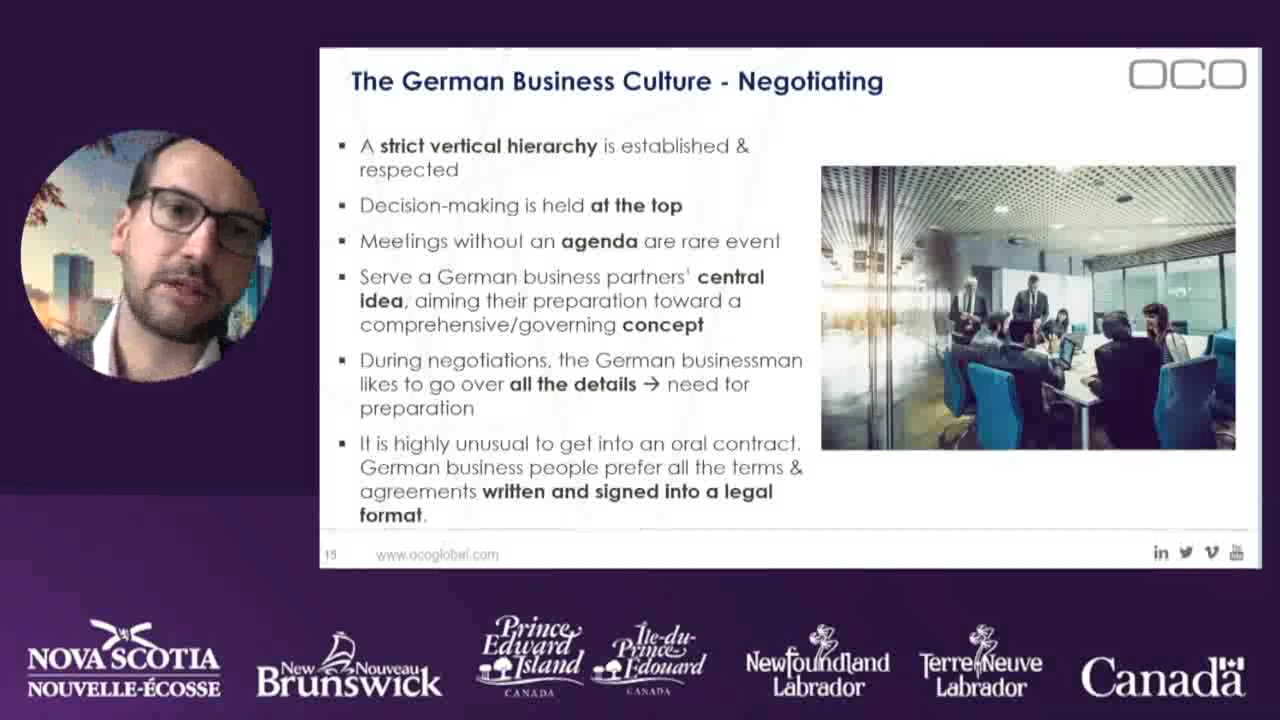 The German Business Culture - Negotiating
OCO
▪ A strict vertical hierarchy is established &
respected
▪ Decision-making is held at the top
▪ Meetings without an agenda are rare event
▪ Serve a German business partners' central
idea, aiming their preparation toward a
comprehensive/governing concept
▪ During negotiations, the German businessman
likes to go over all the details → need for
preparation
▪ It is highly unusual to get into an oral contract.
German business people prefer all the terms &
agreements written and signed into a legal
format.
www.ocoglobal.com
in
You
NOVA SCOTIA
NOUVELLE-ÉCOSSE
New Nouveau
Brunswick
Prince
Edward
Island
CANADA
Île-du-
Prince
Édouard
CANADA
Newfoundland
Labrador
Terre-Neuve
Labrador
Canada